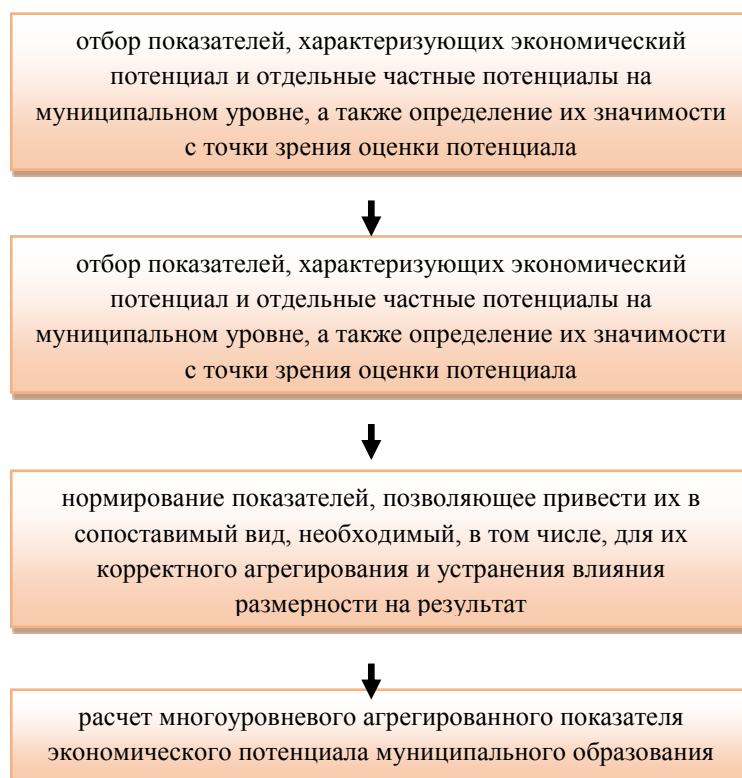 отбор показателей, характеризующих экономический
потенциал и отдельные частные потенциалы на
муниципальном уровне, а также определение их значимости
с точки зрения оценки потенциала
отбор показателей, характеризующих экономический
потенциал и отдельные частные потенциалы на
муниципальном уровне, а также определение их значимости
с точки зрения оценки потенциала
нормирование показателей, позволяющее привести их в
сопоставимый вид, необходимый, в том числе, для их
корректного агрегирования и устранения влияния
размерности на результат
расчет многоуровневого агрегированного показателя
экономического потенциала муниципального образования